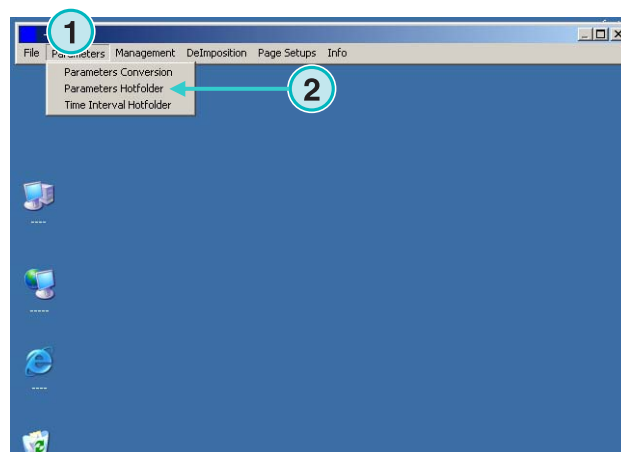 1
File Parameters Management DeImposition Page Setups Info
Parameters Conversion
Parameters Hotfolder
2
Time Interval Hotfolder
----
-----
----